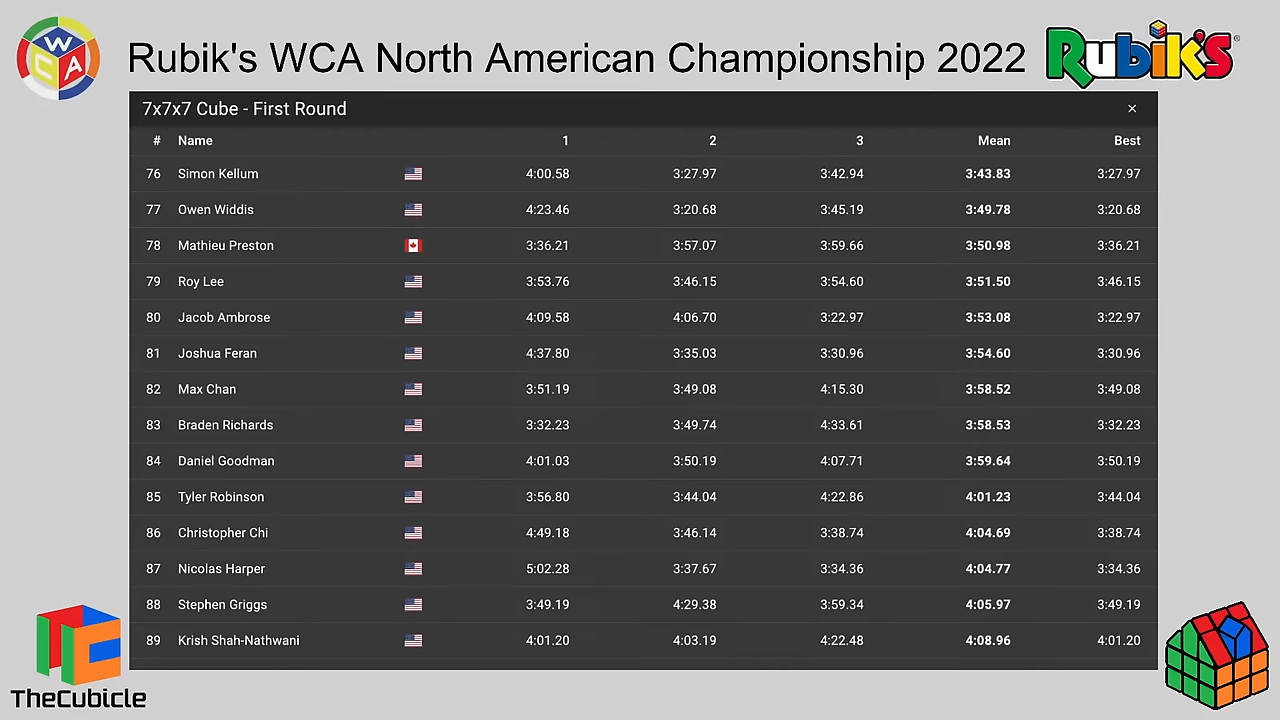 WCA
Rubik's WCA North American Championship 2022
Rubik's
7x7x7 Cube - First Round ×
# Name 1 2 3 Mean Best
76 Simon Kellum 4:00.58 3:27.97 3:42.94 3:43.83 3:27.97
77 Owen Widdis 4:23.46 3:20.68 3:45.19 3:49.78 3:20.68
78 Mathieu Preston 3:36.21 3:57.07 3:59.66 3:50.98 3:36.21
79 Roy Lee 3:53.76 3:46.15 3:54.60 3:51.50 3:46.15
80 Jacob Ambrose 4:09.58 4:06.70 3:22.97 3:53.08 3:22.97
81 Joshua Feran 4:37.80 3:35.03 3:30.96 3:54.60 3:30.96
82 Max Chan 3:51.19 3:49.08 4:15.30 3:58.52 3:49.08
83 Braden Richards 3:32.23 3:49.74 4:33.61 3:58.53 3:32.23
84 Daniel Goodman 4:01.03 3:50.19 4:07.71 3:59.64 3:50.19
85 Tyler Robinson 3:56.80 3:44.04 4:22.86 4:01.23 3:44.04
86 Christopher Chi 4:49.18 3:46.14 3:38.74 4:04.69 3:38.74
87 Nicolas Harper 5:02.28 3:37.67 3:34.36 4:04.77 3:34.36
88 Stephen Griggs 3:49.19 4:29.38 3:59.34 4:05.97 3:49.19
89 Krish Shah-Nathwani 4:01.20 4:03.19 4:22.48 4:08.96 4:01.20
TheCubicle